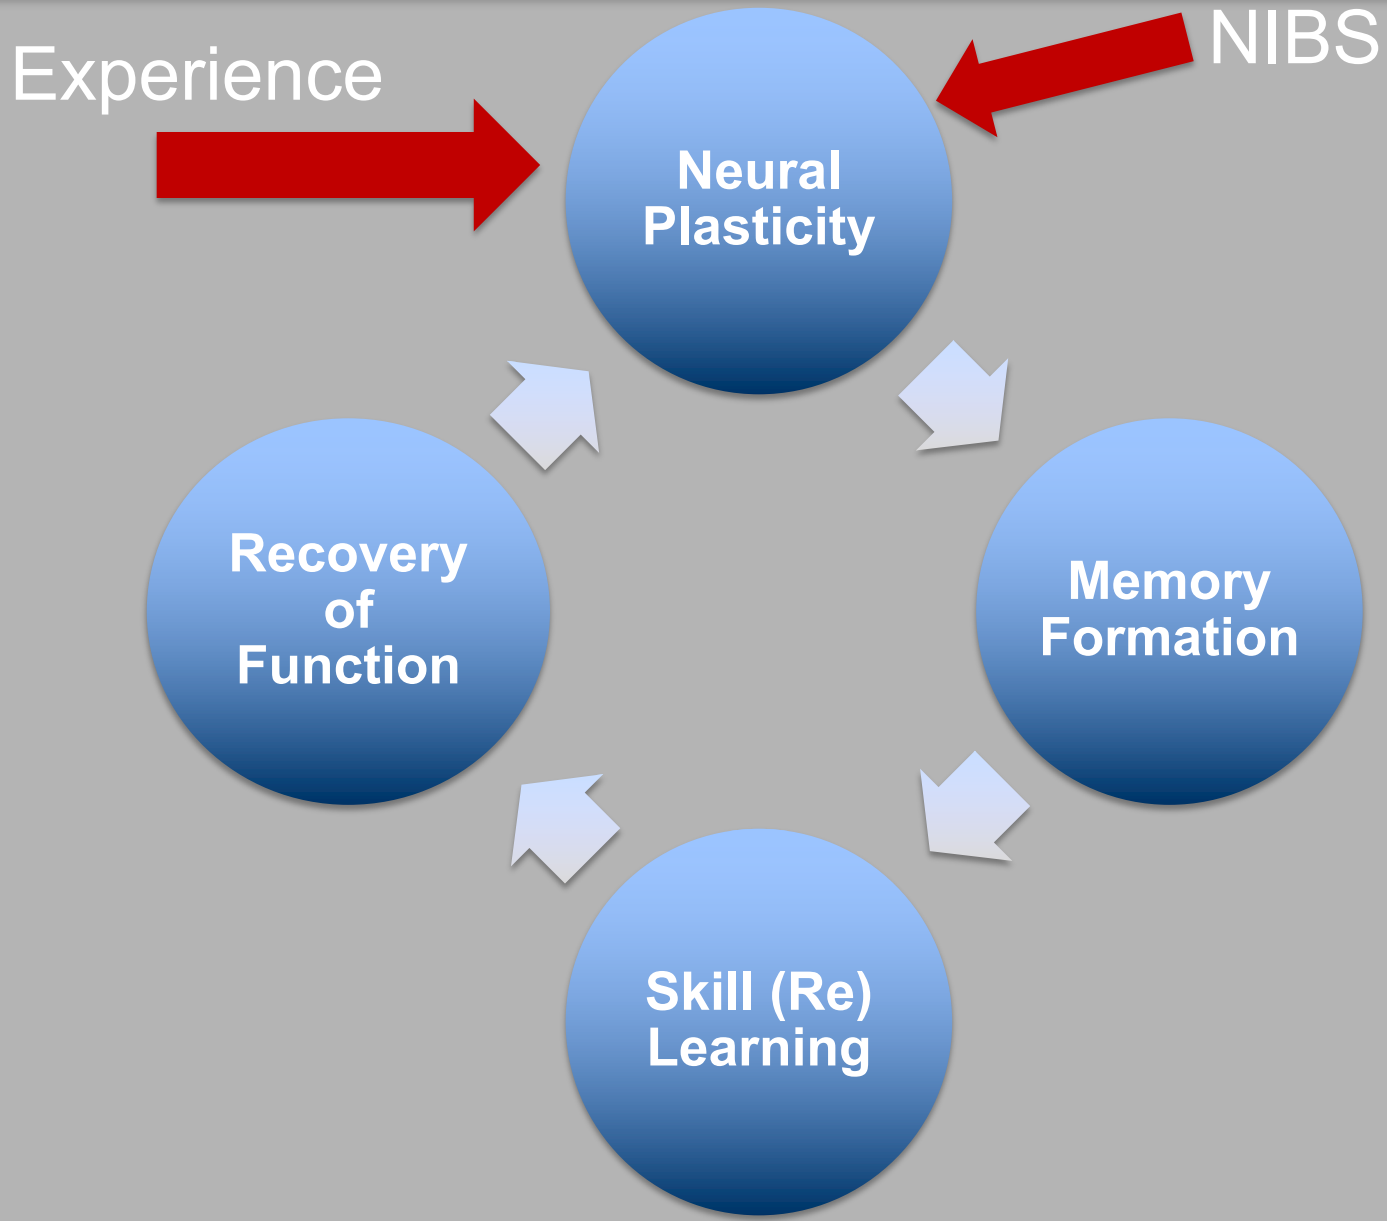 Experience
NIBS
Neural
Plasticity
Recovery
of
Function
Memory
Formation
Skill (Re)
Learning